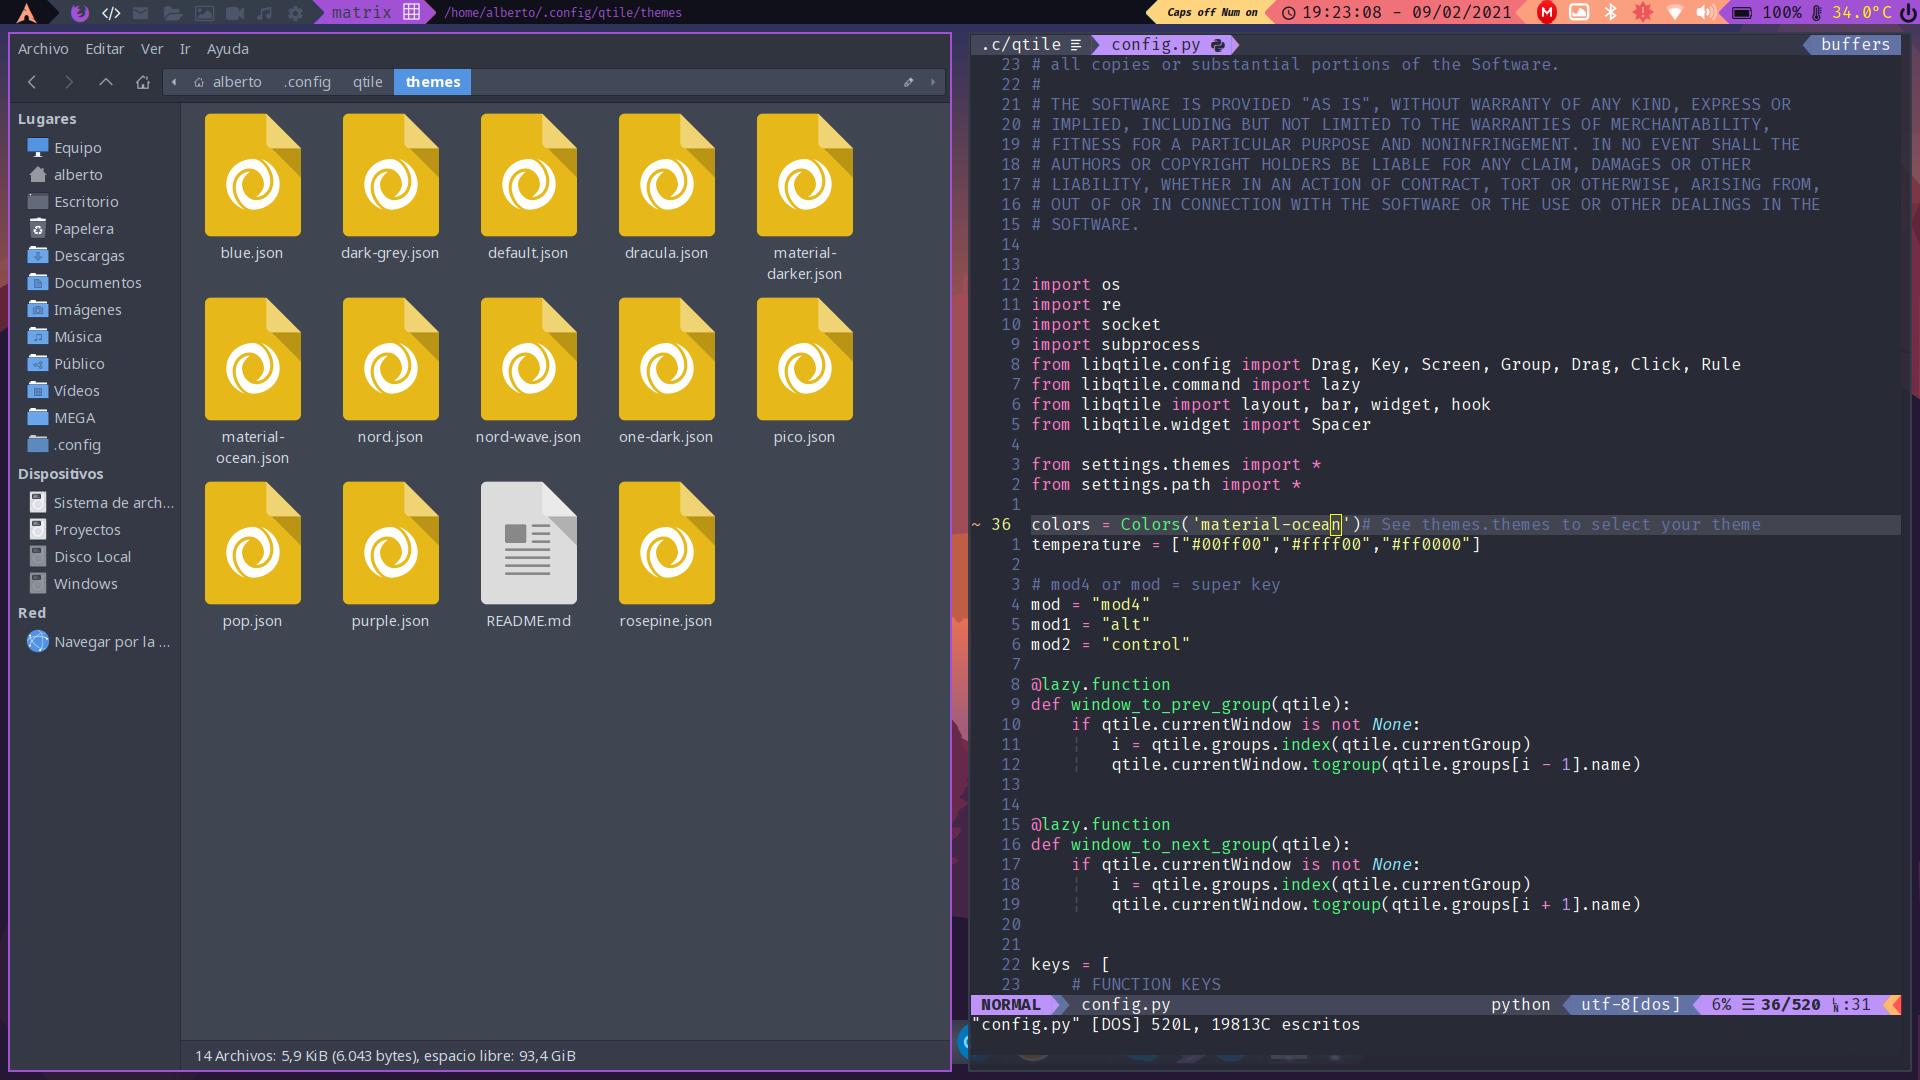 matrix
/home/alberto/.config/qtile/themes
Caps off Num on
19:23:08 - 09/02/2021
100%
34.0°C
Archivo Editar Ver Ir Ayuda
alberto .config qtile themes
Lugares
Equipo
alberto
Escritorio
Papelera
Descargas
Documentos
Imágenes
Música
Público
Vídeos
MEGA
.config
Dispositivos
Sistema de arch...
Proyectos
Disco Local
Windows
Red
Navegar por la ...
blue.json
dark-grey.json
default.json
dracula.json
material-
darker.json
material-
ocean.json
nord.json
nord-wave.json
one-dark.json
pico.json
pop.json
purple.json
README.md
rosepine.json
14 Archivos: 5,9 KiB (6.043 bytes), espacio libre: 93,4 GiB
.c/qtile config.py buffers
23 # all copies or substantial portions of the Software.
22 #
21 # THE SOFTWARE IS PROVIDED "AS IS", WITHOUT WARRANTY OF ANY KIND, EXPRESS OR
20 # IMPLIED, INCLUDING BUT NOT LIMITED TO THE WARRANTIES OF MERCHANTABILITY,
19 # FITNESS FOR A PARTICULAR PURPOSE AND NONINFRINGEMENT. IN NO EVENT SHALL THE
18 # AUTHORS OR COPYRIGHT HOLDERS BE LIABLE FOR ANY CLAIM, DAMAGES OR OTHER
17 # LIABILITY, WHETHER IN AN ACTION OF CONTRACT, TORT OR OTHERWISE, ARISING FROM,
16 # OUT OF OR IN CONNECTION WITH THE SOFTWARE OR THE USE OR OTHER DEALINGS IN THE
15 # SOFTWARE.
14
13
12 import os
11 import re
10 import socket
9 import subprocess
8 from libqtile.config import Drag, Key, Screen, Group, Drag, Click, Rule
7 from libqtile.command import lazy
6 from libqtile import layout, bar, widget, hook
5 from libqtile.widget import Spacer
4
3 from settings.themes import *
2 from settings.path import *
1
~ 36 colors = Colors('material-ocean')# See themes.themes to select your theme
1 temperature = ["#00ff00","#ffff00","#ff0000"]
2
3 # mod4 or mod = super key
4 mod = "mod4"
5 mod1 = "alt"
6 mod2 = "control"
7
8 @lazy.function
9 def window_to_prev_group(qtile):
10 if qtile.currentWindow is not None:
11 i = qtile.groups.index(qtile.currentGroup)
12 qtile.currentWindow.togroup(qtile.groups[i - 1].name)
13
14
15 @lazy.function
16 def window_to_next_group(qtile):
17 if qtile.currentWindow is not None:
18 i = qtile.groups.index(qtile.currentGroup)
19 qtile.currentWindow.togroup(qtile.groups[i + 1].name)
20
21
22 keys = [
23 # FUNCTION KEYS
NORMAL config.py python utf-8[dos] 6% ☰ 36/520 :31
"config.py" [DOS] 520L, 19813C escritos